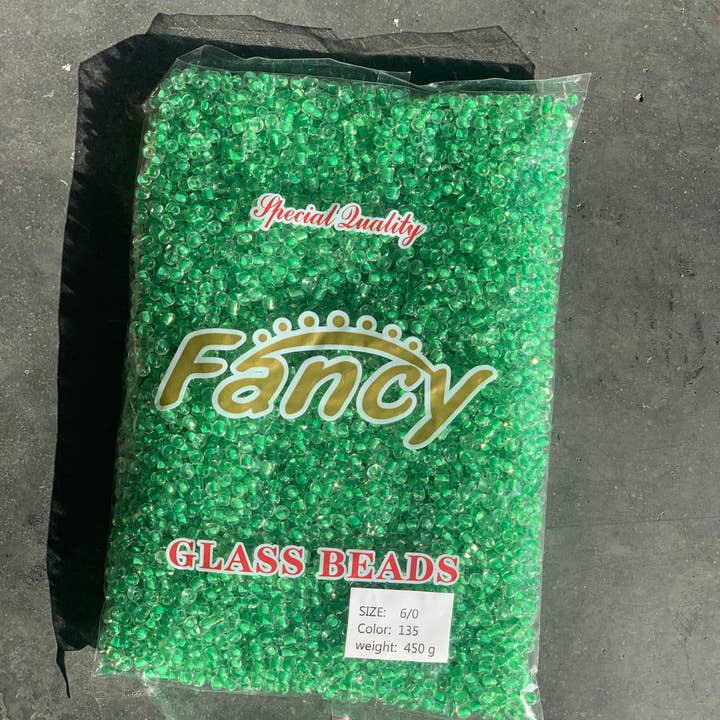 Special Quality
Fancy
GLASS BEADS
SIZE: 6/0
Color: 135
weight: 450 g